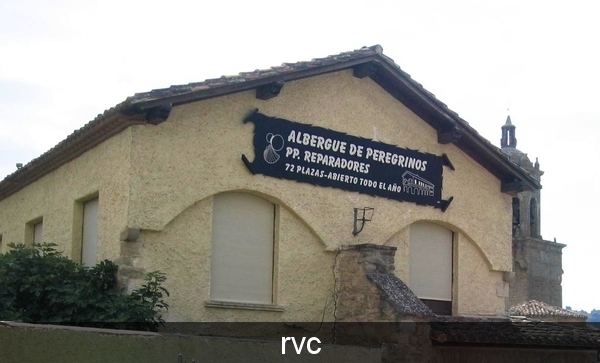 ALBERGUE DE PEREGRINOS
PP. REPARADORES
72 PLAZAS-ABIERTO TODO EL AÑO
rvc